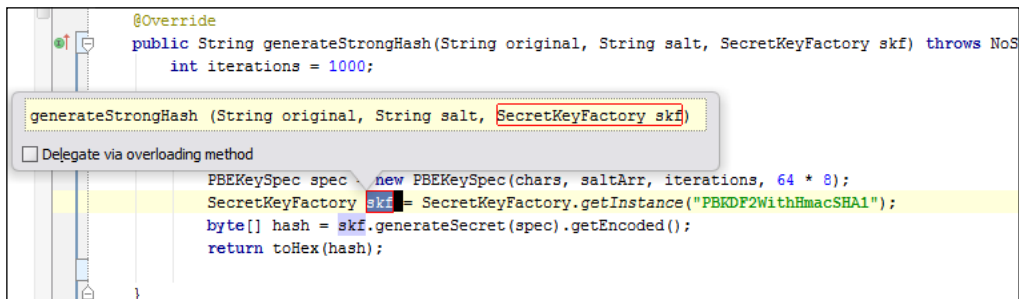 @Override
public String generateStrongHash(String original, String salt, SecretKeyFactory skf) throws NoS
int iterations = 1000;
generateStrongHash (String original, String salt, SecretKeyFactory skf)
Delegate via overloading method
PBEKeySpec spec = new PBEKeySpec(chars, saltArr, iterations, 64 * 8);
SecretKeyFactory skf = SecretKeyFactory.getInstance("PBKDF2WithHmacSHA1");
byte[] hash = skf.generateSecret(spec).getEncoded();
return toHex(hash);
}